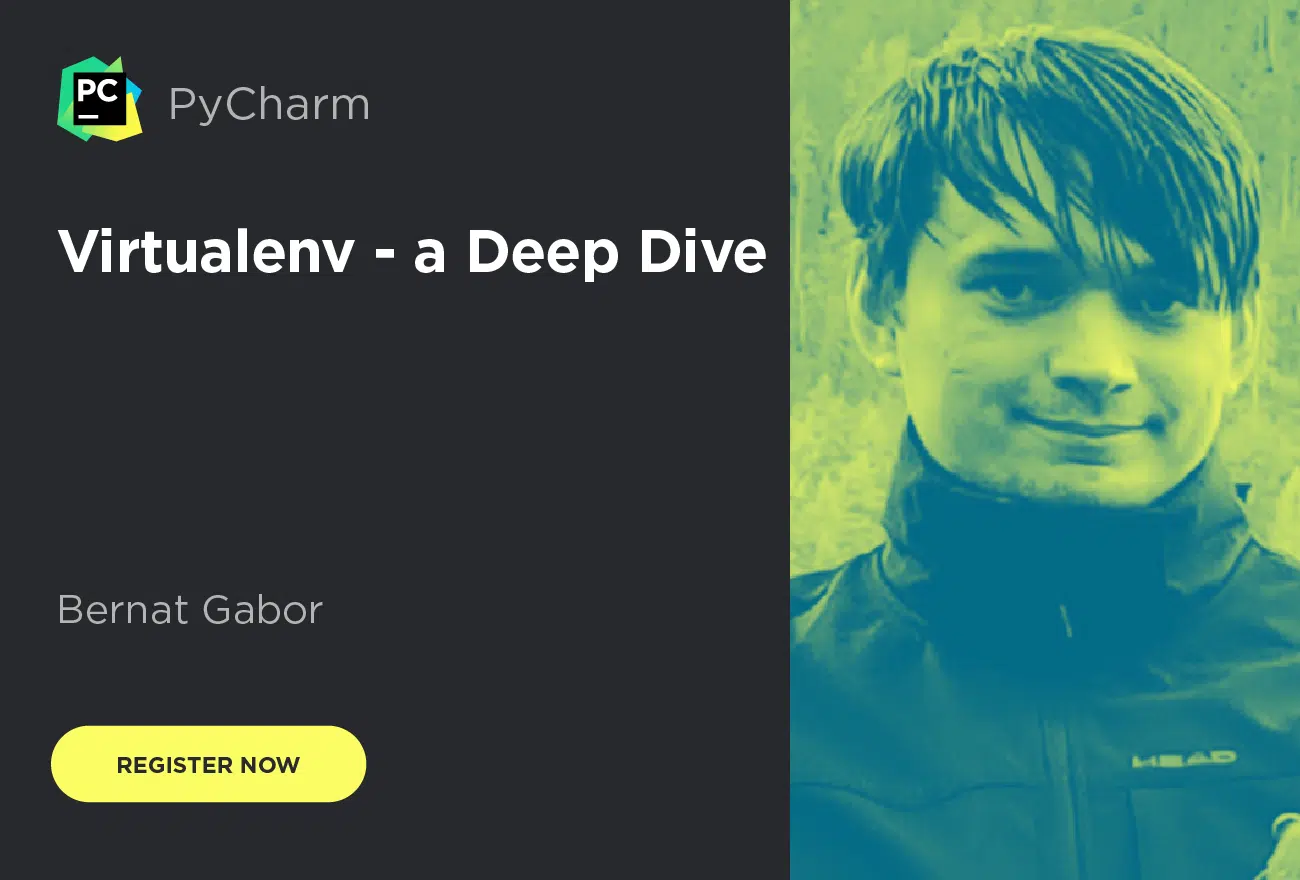 PC
PyCharm
Virtualenv - a Deep Dive
Bernat Gabor
REGISTER NOW
HEAD